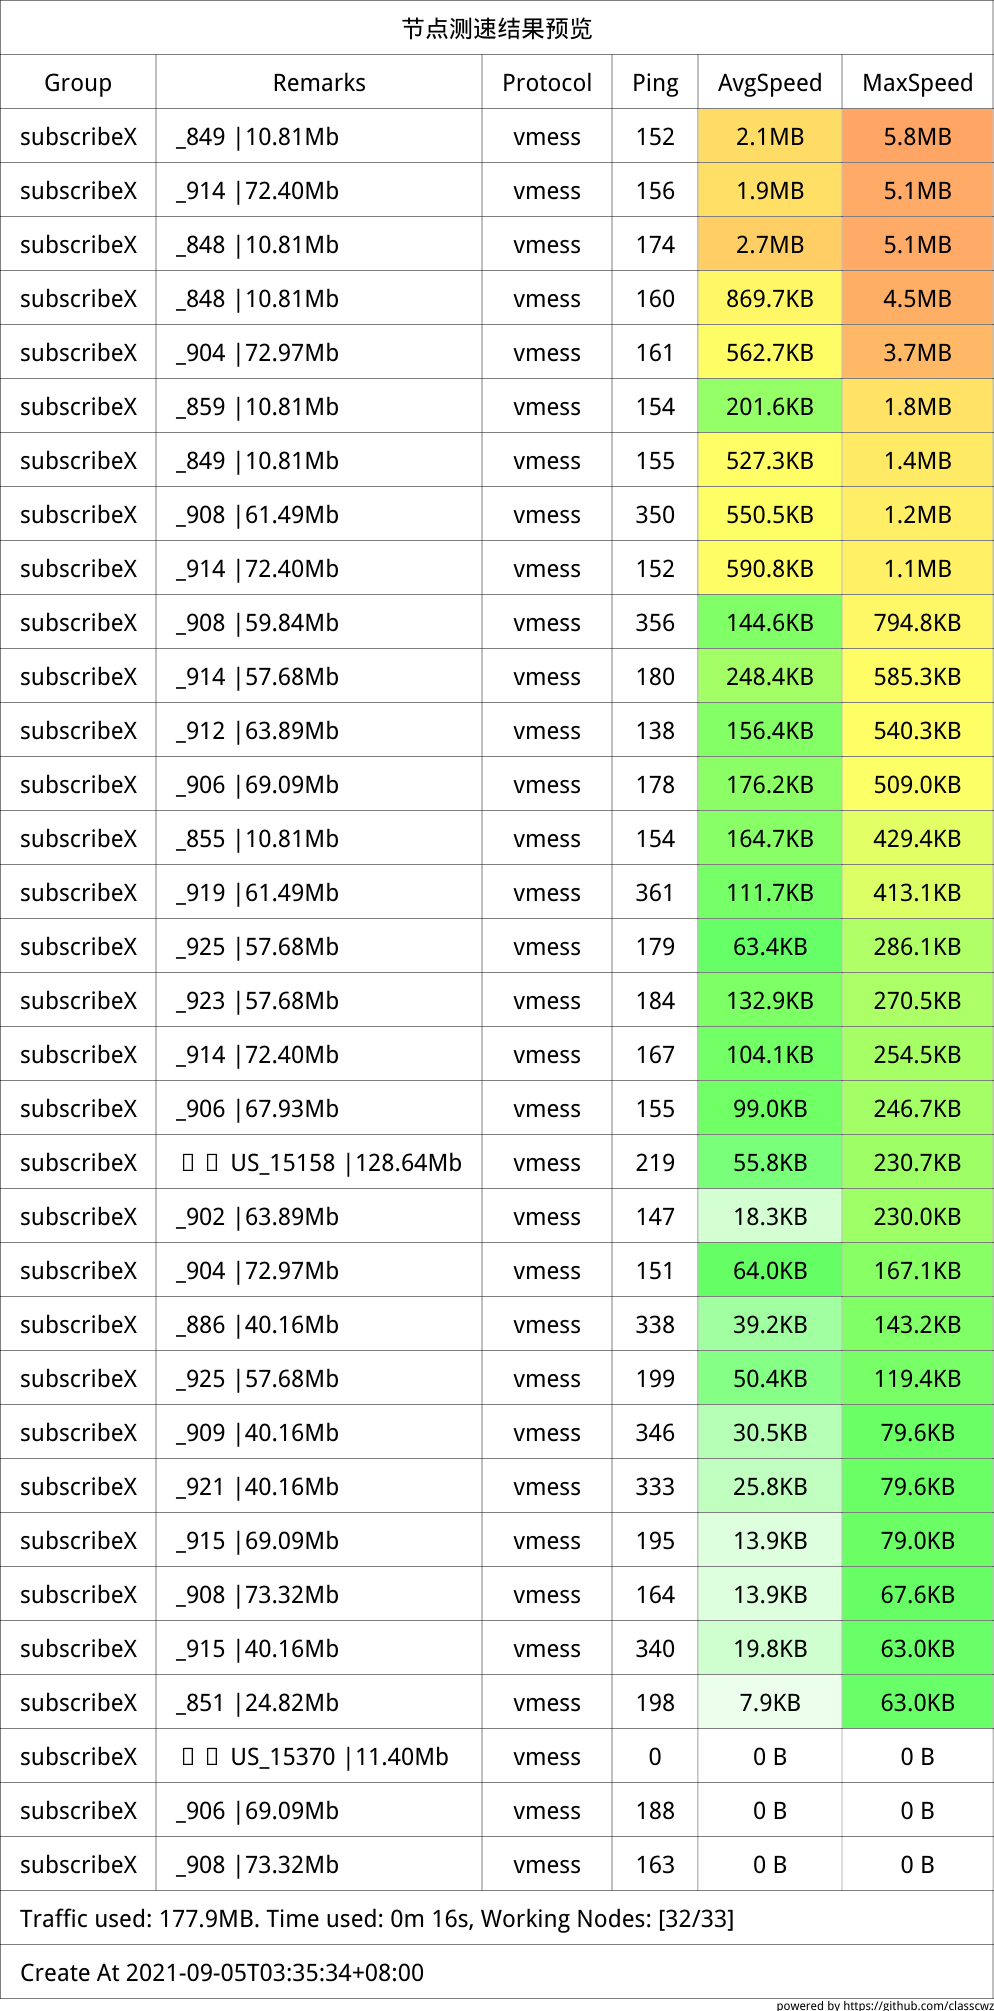 节点测速结果预览
Group Remarks Protocol Ping AvgSpeed MaxSpeed
subscribeX _849 |10.81Mb vmess 152 2.1MB 5.8MB
subscribeX _914 |72.40Mb vmess 156 1.9MB 5.1MB
subscribeX _848 |10.81Mb vmess 174 2.7MB 5.1MB
subscribeX _848 |10.81Mb vmess 160 869.7KB 4.5MB
subscribeX _904 |72.97Mb vmess 161 562.7KB 3.7MB
subscribeX _859 |10.81Mb vmess 154 201.6KB 1.8MB
subscribeX _849 |10.81Mb vmess 155 527.3KB 1.4MB
subscribeX _908 |61.49Mb vmess 350 550.5KB 1.2MB
subscribeX _914 |72.40Mb vmess 152 590.8KB 1.1MB
subscribeX _908 |59.84Mb vmess 356 144.6KB 794.8KB
subscribeX _914 |57.68Mb vmess 180 248.4KB 585.3KB
subscribeX _912 |63.89Mb vmess 138 156.4KB 540.3KB
subscribeX _906 |69.09Mb vmess 178 176.2KB 509.0KB
subscribeX _855 |10.81Mb vmess 154 164.7KB 429.4KB
subscribeX _919 |61.49Mb vmess 361 111.7KB 413.1KB
subscribeX _925 |57.68Mb vmess 179 63.4KB 286.1KB
subscribeX _923 |57.68Mb vmess 184 132.9KB 270.5KB
subscribeX _914 |72.40Mb vmess 167 104.1KB 254.5KB
subscribeX _906 |67.93Mb vmess 155 99.0KB 246.7KB
subscribeX US_15158 |128.64Mb vmess 219 55.8KB 230.7KB
subscribeX _902 |63.89Mb vmess 147 18.3KB 230.0KB
subscribeX _904 |72.97Mb vmess 151 64.0KB 167.1KB
subscribeX _886 |40.16Mb vmess 338 39.2KB 143.2KB
subscribeX _925 |57.68Mb vmess 199 50.4KB 119.4KB
subscribeX _909 |40.16Mb vmess 346 30.5KB 79.6KB
subscribeX _921 |40.16Mb vmess 333 25.8KB 79.6KB
subscribeX _915 |69.09Mb vmess 195 13.9KB 79.0KB
subscribeX _908 |73.32Mb vmess 164 13.9KB 67.6KB
subscribeX _915 |40.16Mb vmess 340 19.8KB 63.0KB
subscribeX _851 |24.82Mb vmess 198 7.9KB 63.0KB
subscribeX US_15370 |11.40Mb vmess 0 0 B 0 B
subscribeX _906 |69.09Mb vmess 188 0 B 0 B
subscribeX _908 |73.32Mb vmess 163 0 B 0 B
Traffic used: 177.9MB. Time used: 0m 16s, Working Nodes: [32/33]
Create At 2021-09-05T03:35:34+08:00
powered by https://github.com/classcwz